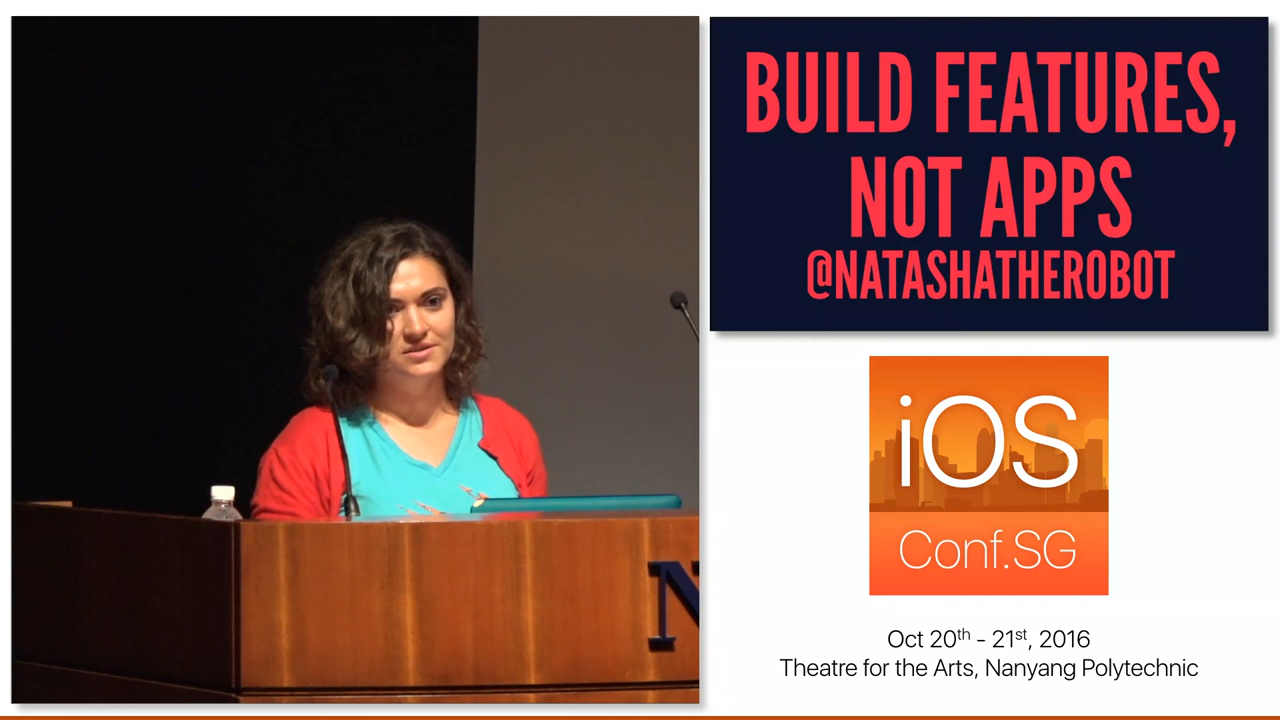 BUILD FEATURES,
NOT APPS
@NATASHATHEROBOT
iOS
Conf.SG
Oct 20th - 21st, 2016
Theatre for the Arts, Nanyang Polytechnic
N